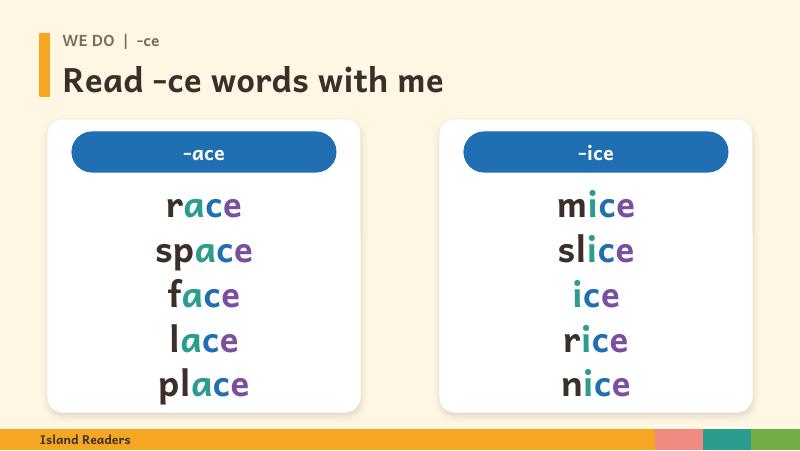 WE DO | -ce
Read -ce words with me
-ace
race
space
face
lace
place
-ice
mice
slice
ice
rice
nice
Island Readers